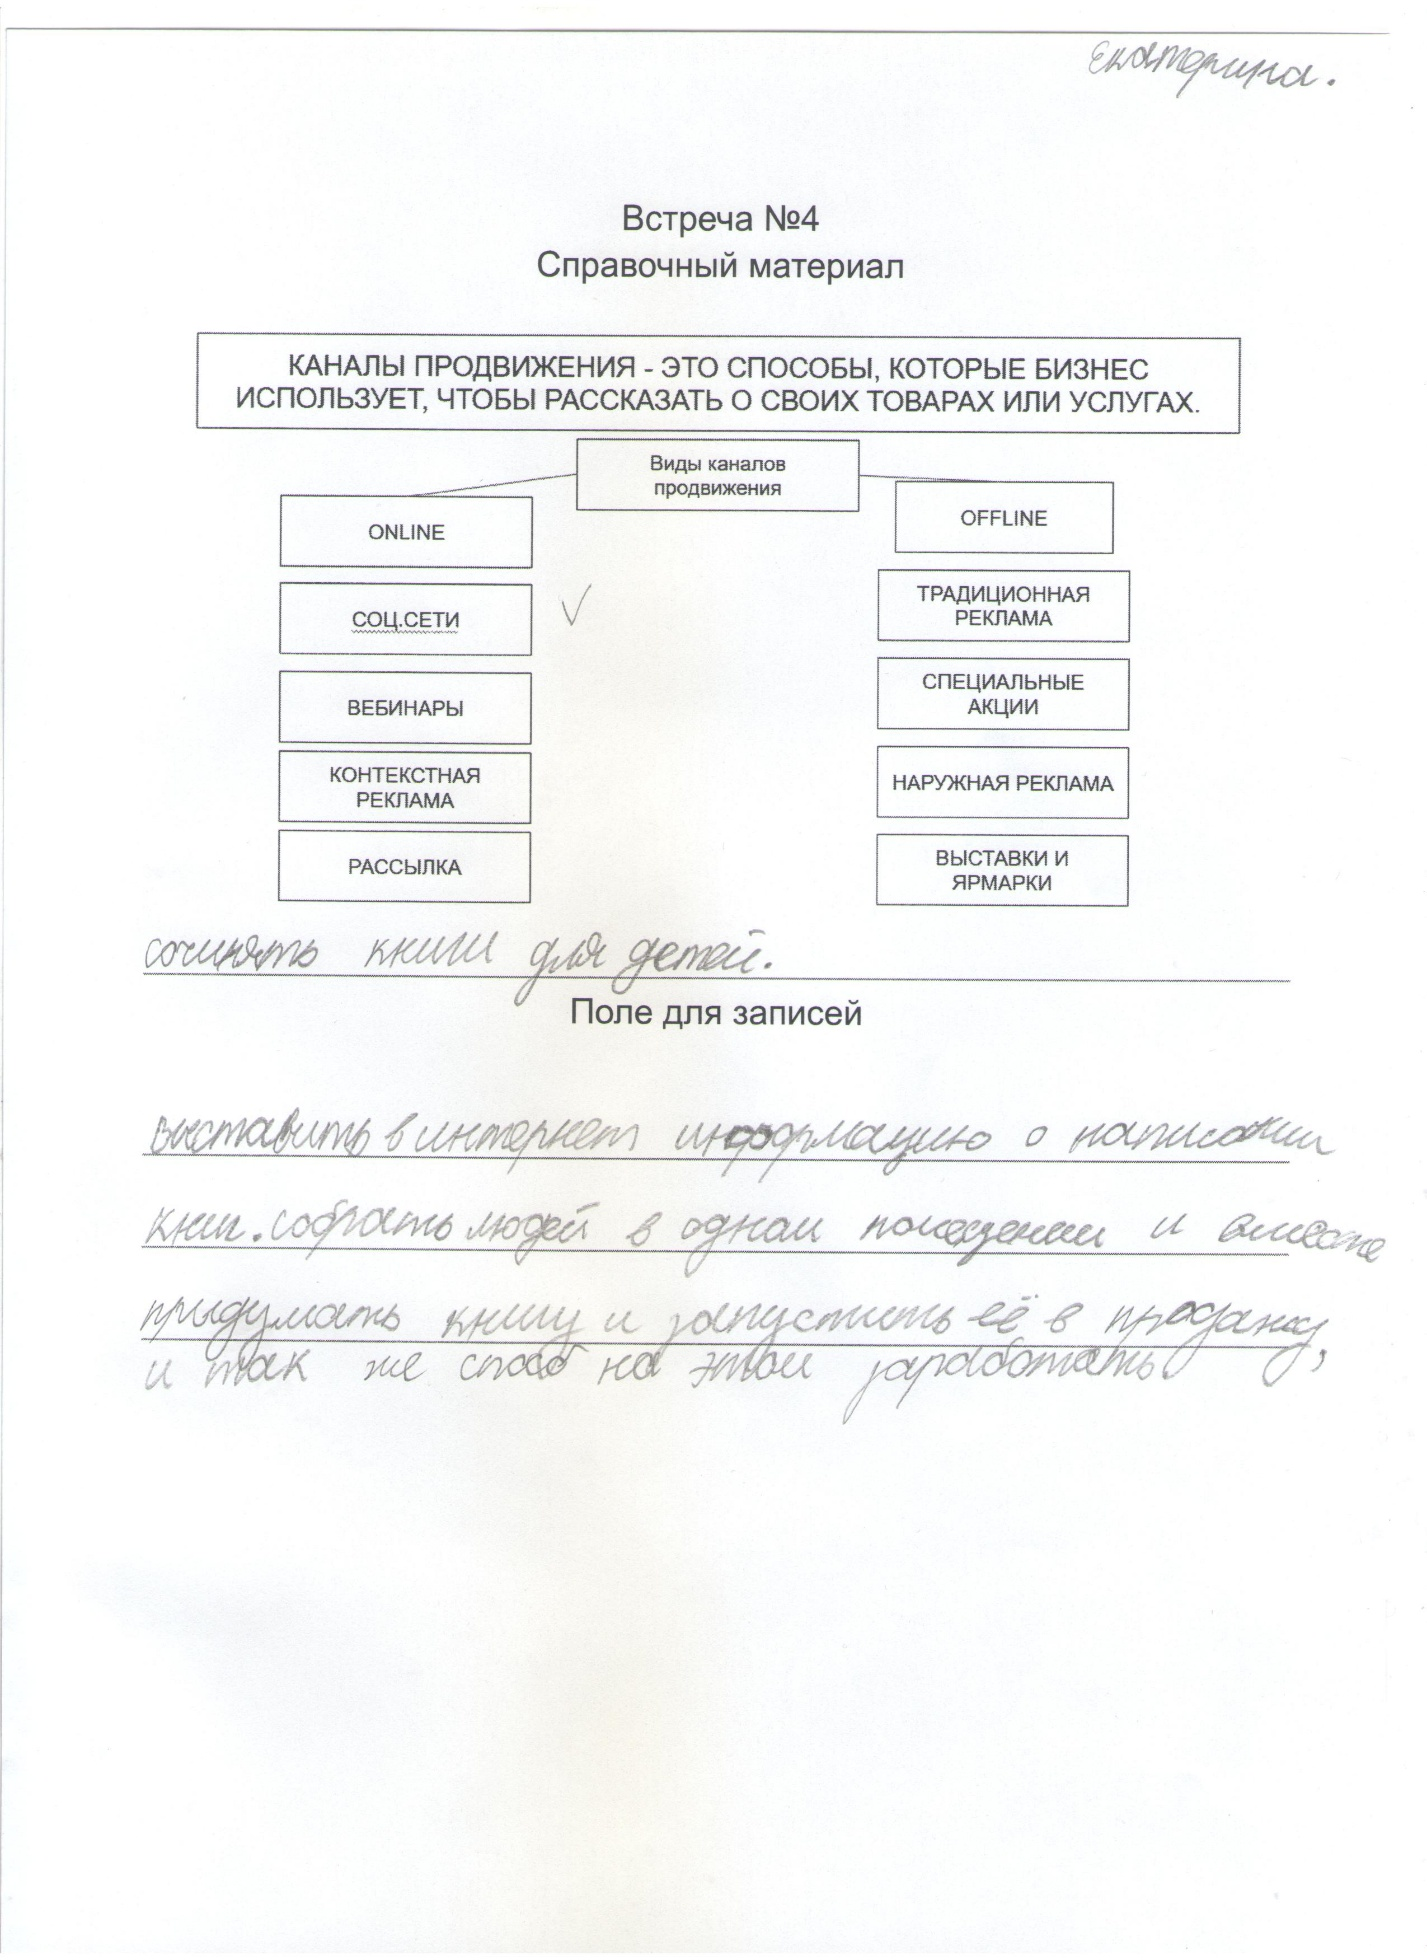 Екатерина.
Встреча №4
Справочный материал
КАНАЛЫ ПРОДВИЖЕНИЯ - ЭТО СПОСОБЫ, КОТОРЫЕ БИЗНЕС
ИСПОЛЬЗУЕТ, ЧТОБЫ РАССКАЗАТЬ О СВОИХ ТОВАРАХ ИЛИ УСЛУГАХ.
Виды каналов
продвижения
ONLINE
OFFLINE
СОЦ.СЕТИ
ТРАДИЦИОННАЯ
РЕКЛАМА
ВЕБИНАРЫ
СПЕЦИАЛЬНЫЕ
АКЦИИ
КОНТЕКСТНАЯ
РЕКЛАМА
НАРУЖНАЯ РЕКЛАМА
РАССЫЛКА
ВЫСТАВКИ И
ЯРМАРКИ
сочинять книги для детей.
Поле для записей
выставить в интернет информацию о написании
книг. собрать людей в одном помещении и вместе
придумать книгу и запустить её в продажу,
и так же на этом заработать.